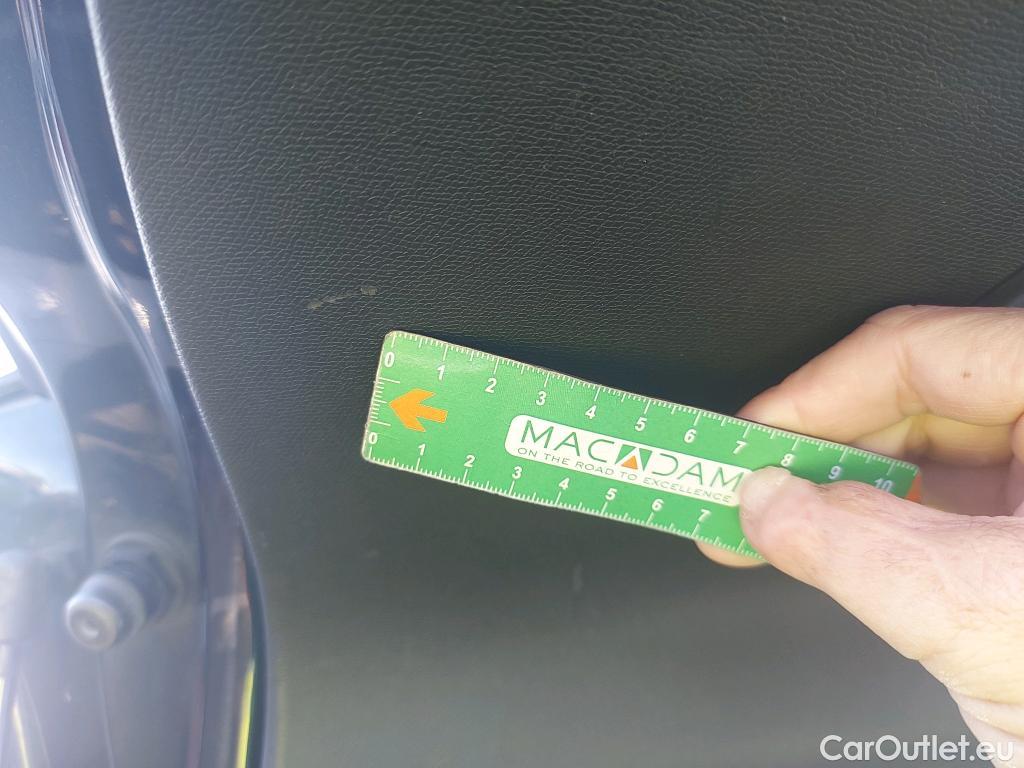 0 1 2 3 4 5 6 7 8 9 10
MACADAM
ON THE ROAD TO EXCELLENCE
0 1 2 3 4 5 6 7
CarOutlet.eu